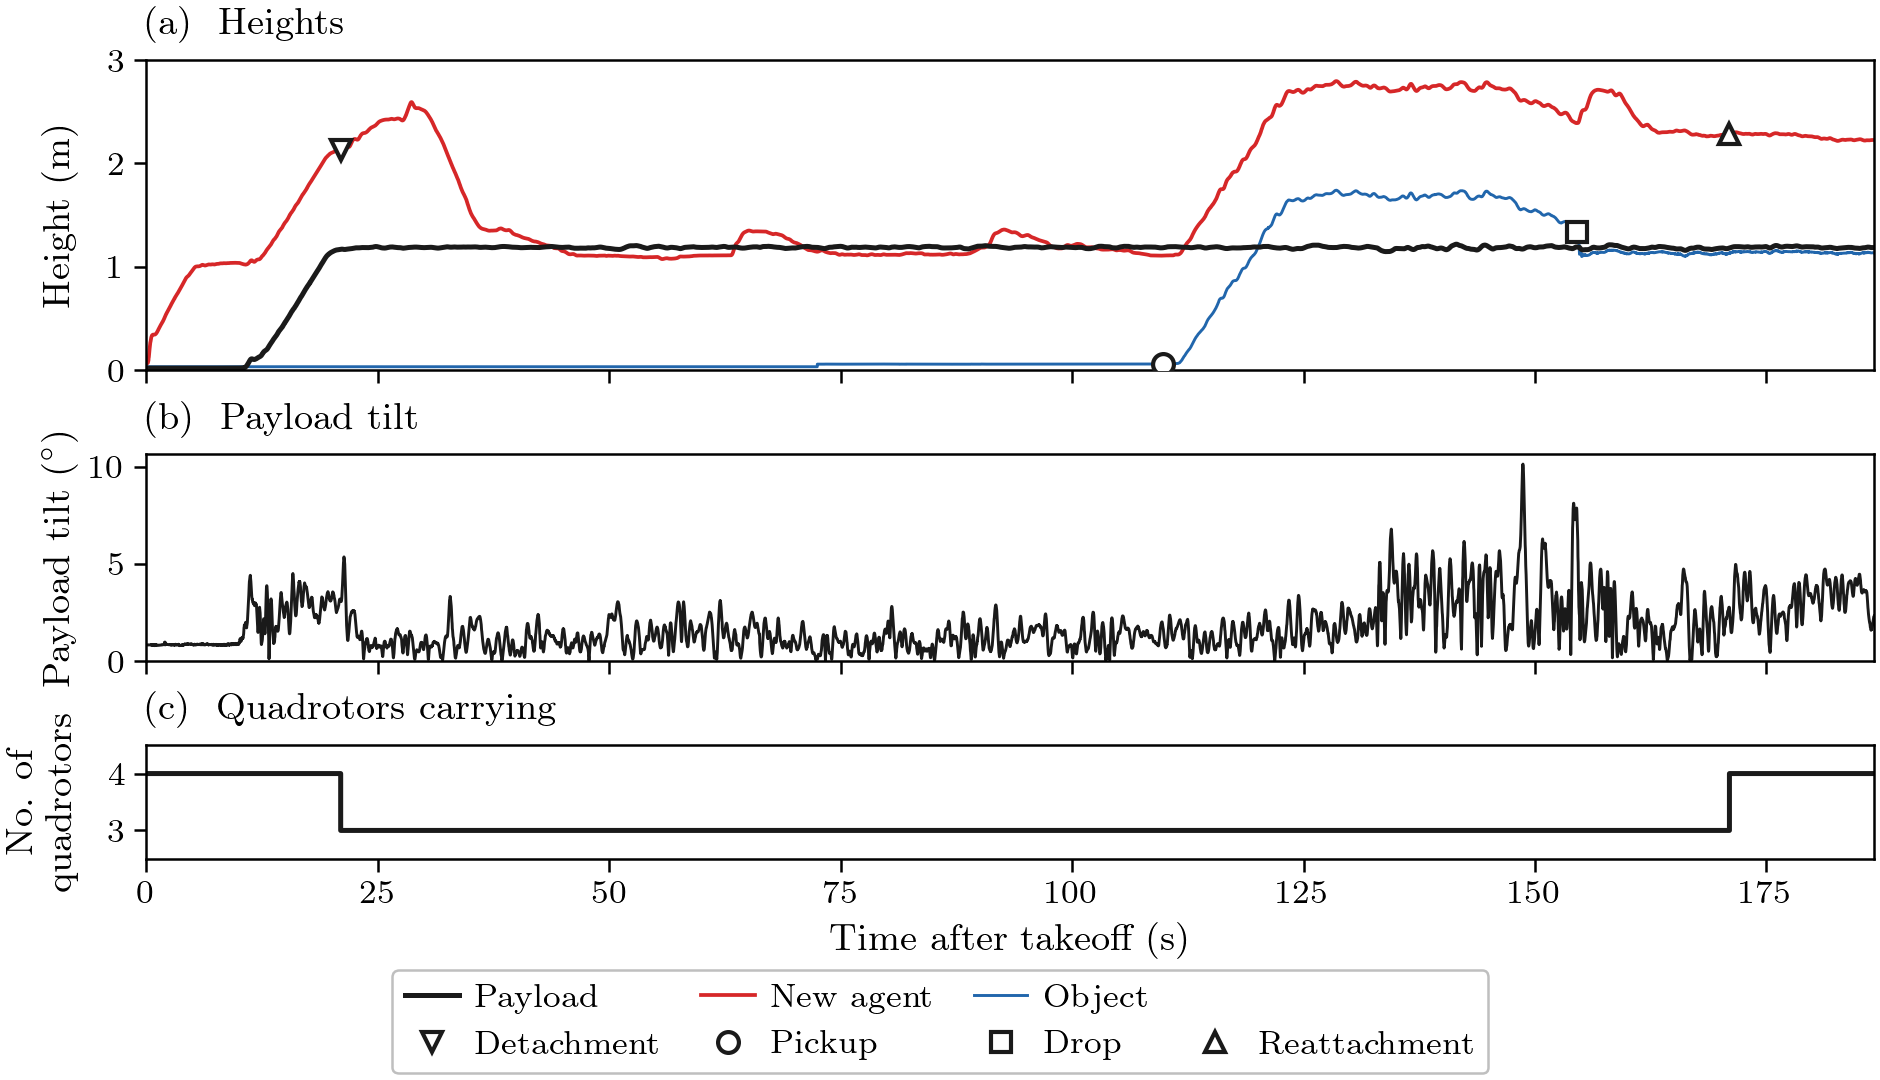 (a) Heights
3
2
1
0
Height (m)
(b) Payload tilt
10
5
0
Payload tilt (°)
(c) Quadrotors carrying
4
3
No. of
quadrotors
0 25 50 75 100 125 150 175
Time after takeoff (s)
Payload New agent Object
Detachment Pickup Drop Reattachment